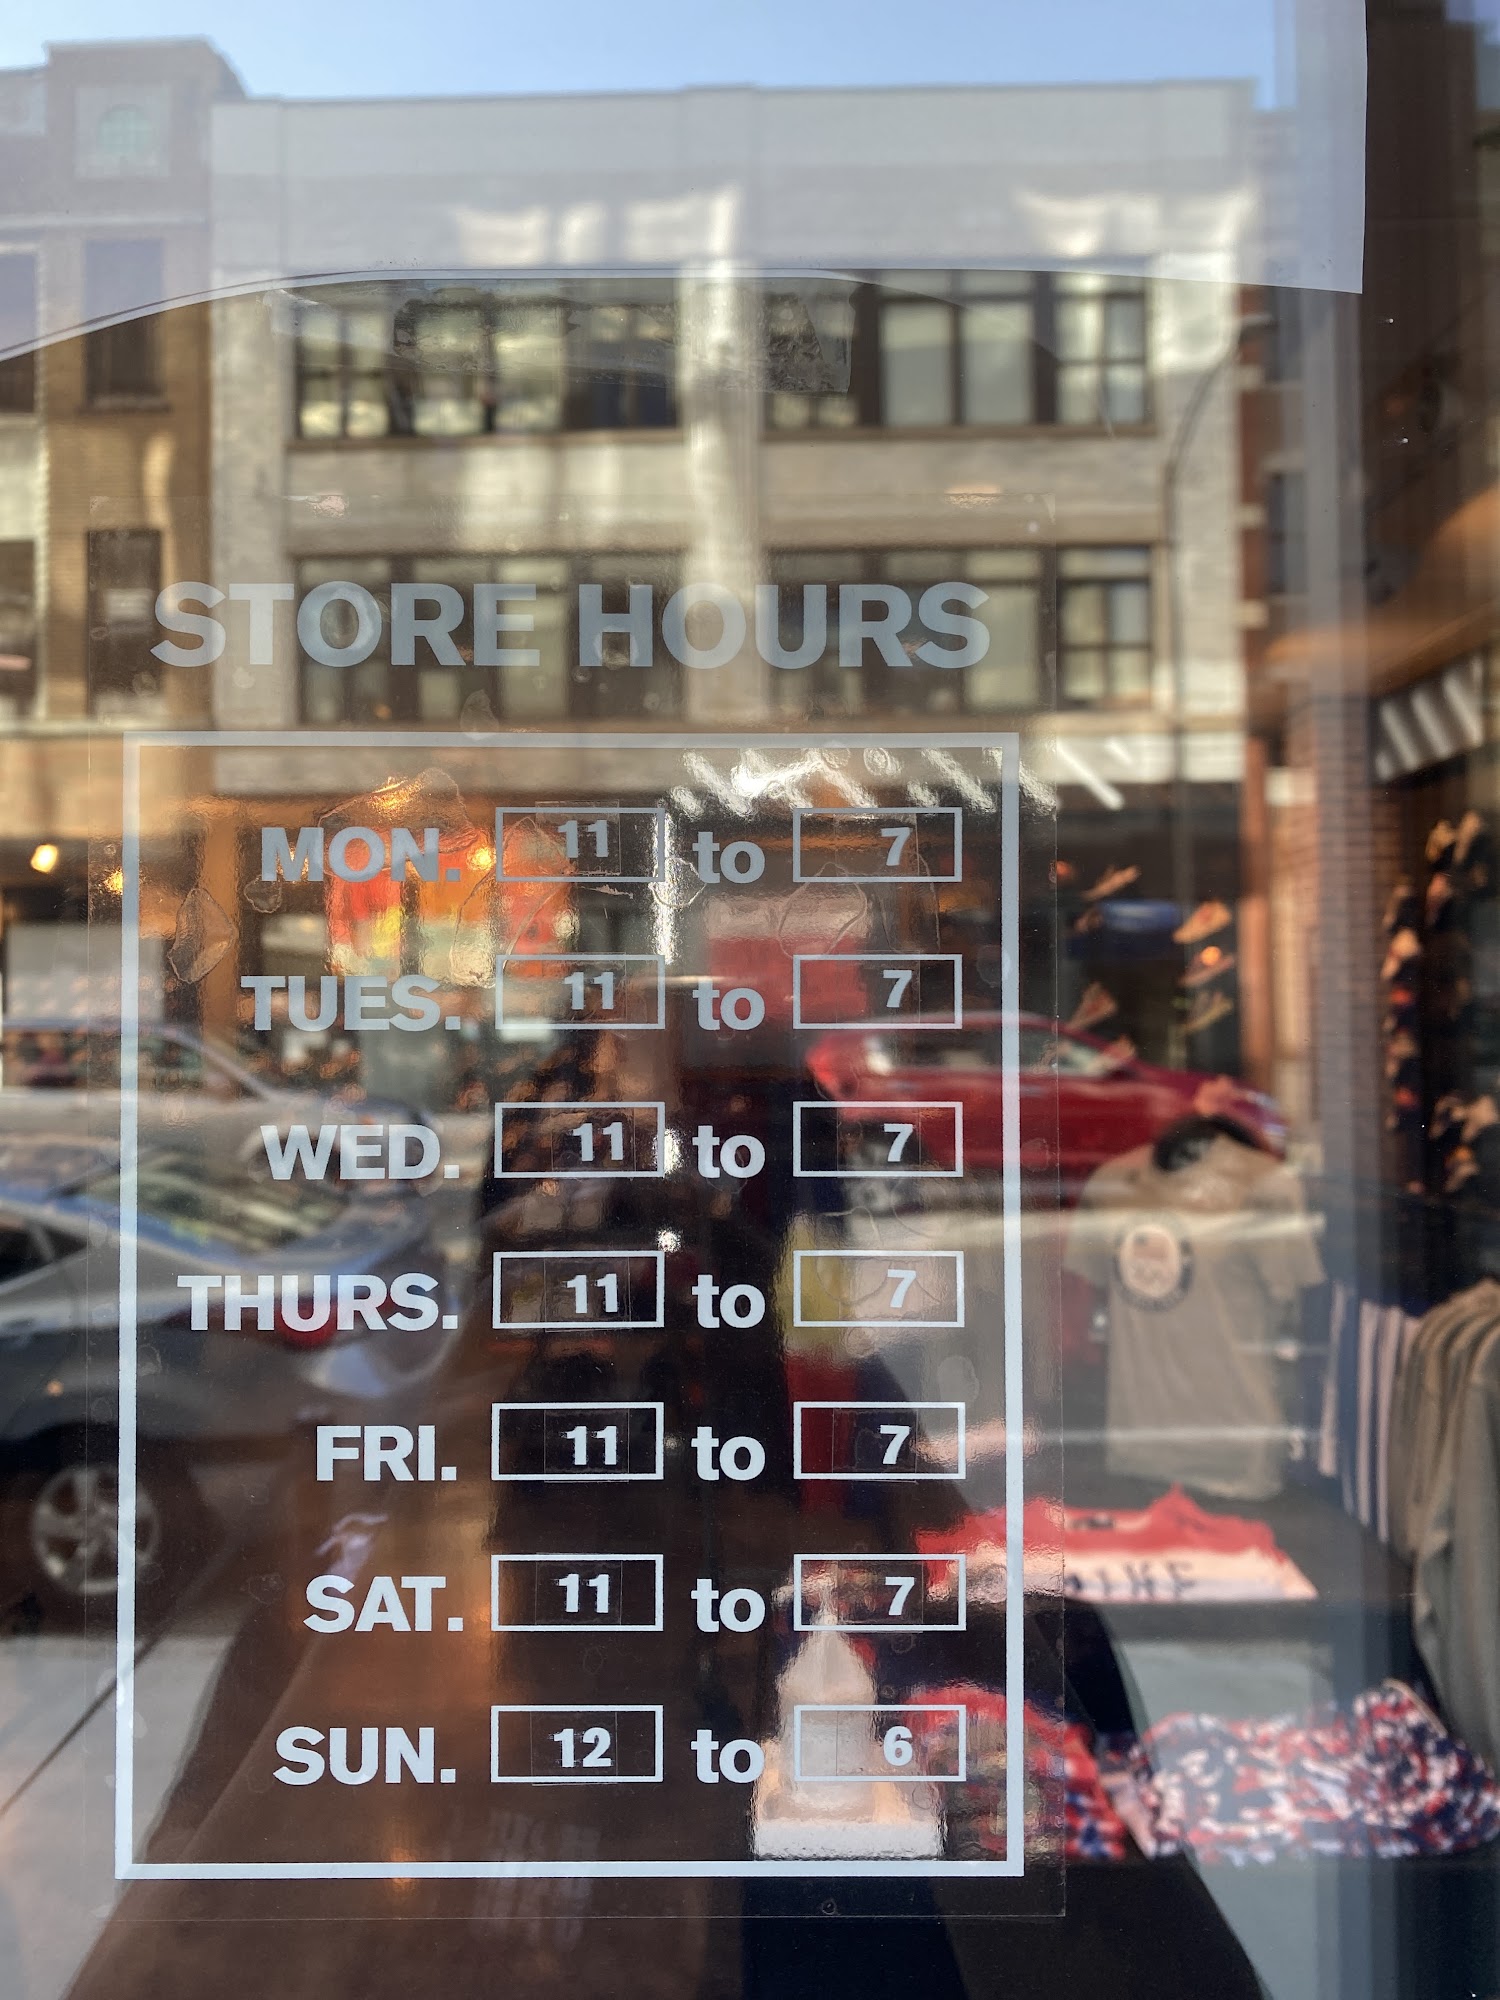 STORE HOURS
MON. 11 to 7
TUES. 11 to 7
WED. 11 to 7
THURS. 11 to 7
FRI. 11 to 7
SAT. 11 to 7
SUN. 12 to 6